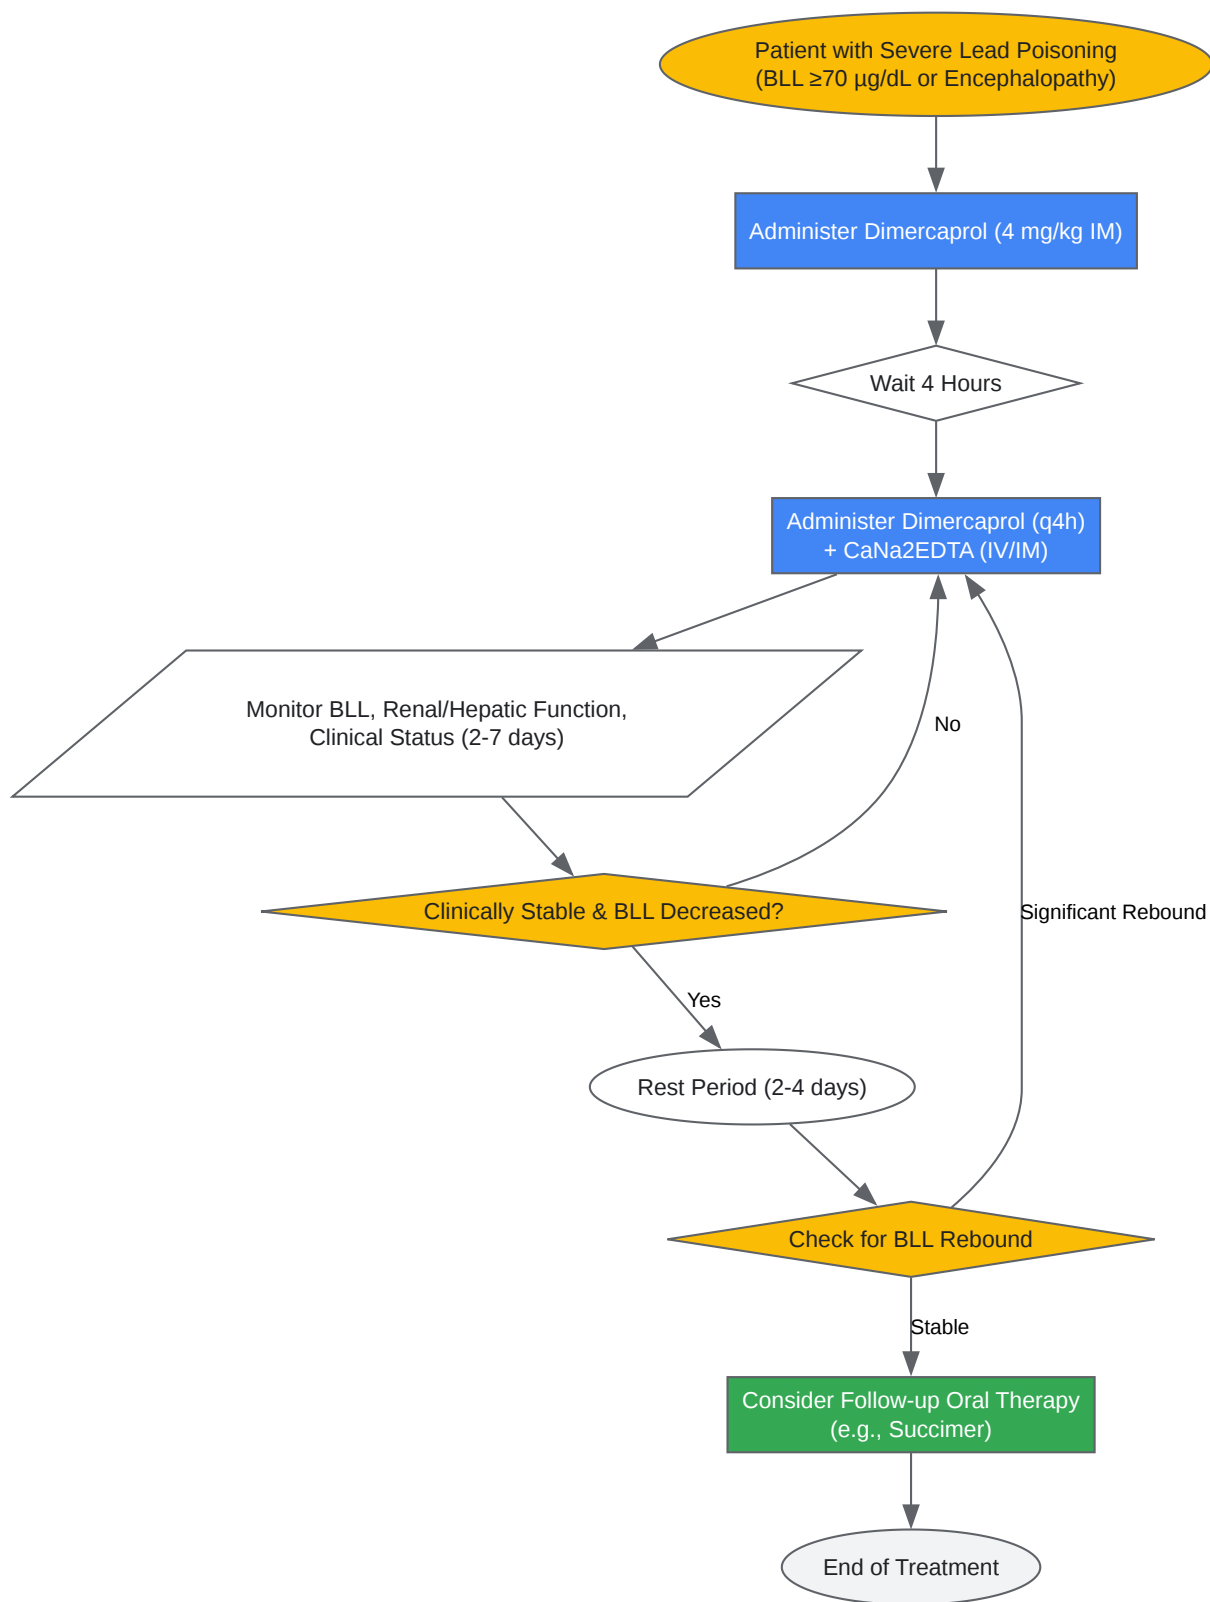 Patient with Severe Lead Poisoning
(BLL ≥70 µg/dL or Encephalopathy)
Administer Dimercaprol (4 mg/kg IM)
Wait 4 Hours
Administer Dimercaprol (q4h)
+ CaNa2EDTA (IV/IM)
Monitor BLL, Renal/Hepatic Function,
Clinical Status (2-7 days)
No
Clinically Stable & BLL Decreased?
Significant Rebound
Yes
Rest Period (2-4 days)
Check for BLL Rebound
Stable
Consider Follow-up Oral Therapy
(e.g., Succimer)
End of Treatment